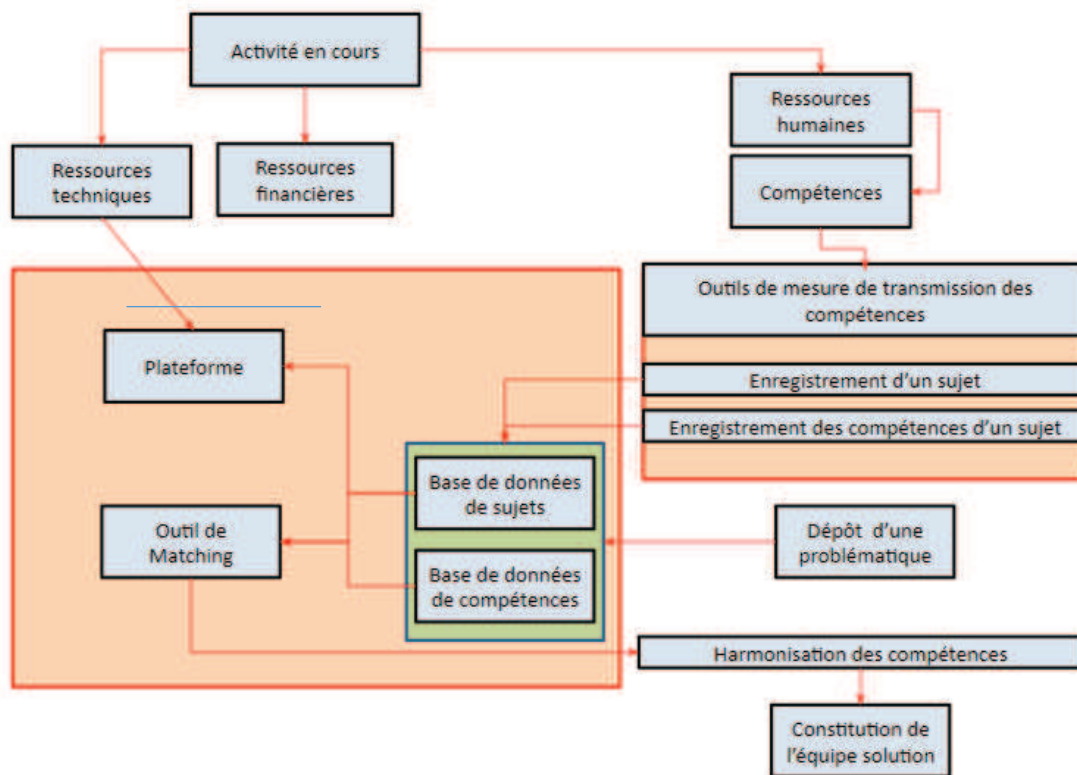 Activité en cours
Ressources
humaines
Ressources
techniques
Ressources
financières
Compétences
Outils de mesure de transmission des
compétences
Plateforme
Enregistrement d'un sujet
Enregistrement des compétences d'un sujet
Base de données
de sujets
Outil de
Matching
Dépôt d'une
problématique
Base de données
de compétences
Harmonisation des compétences
Constitution de
l'équipe solution